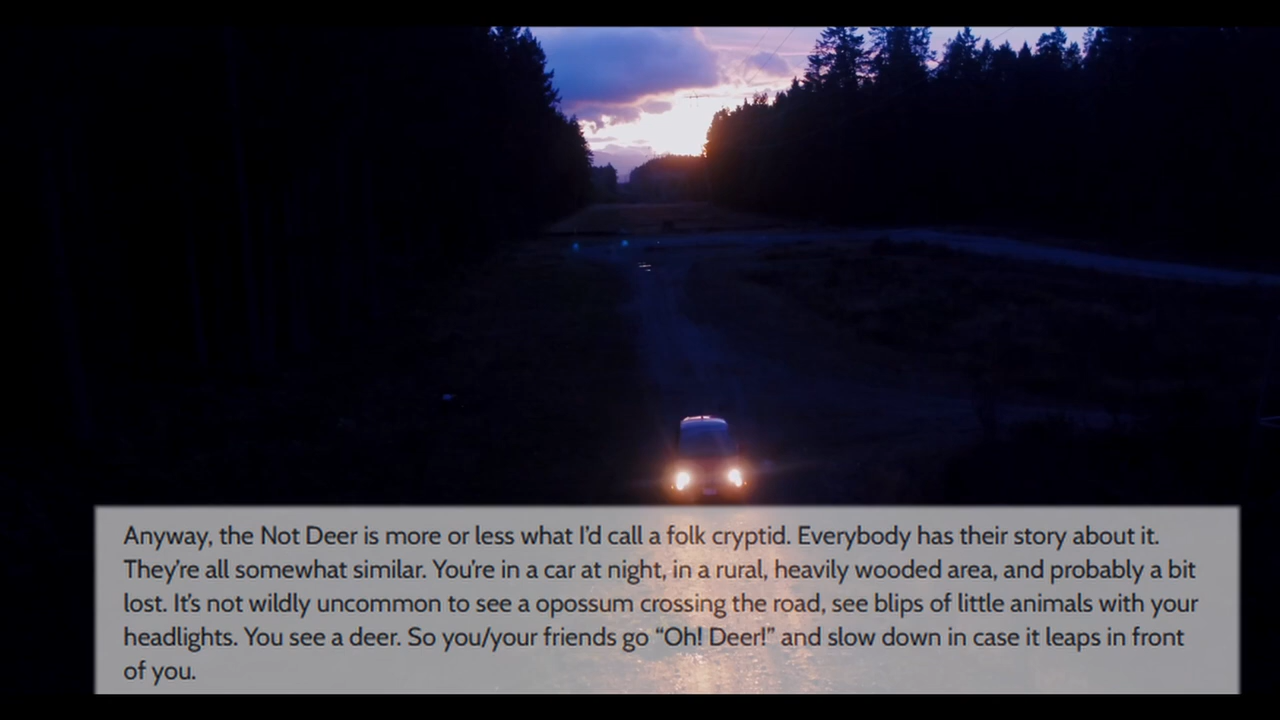 Anyway, the Not Deer is more or less what I'd call a folk cryptid. Everybody has their story about it.
They're all somewhat similar. You're in a car at night, in a rural, heavily wooded area, and probably a bit
lost. It's not wildly uncommon to see a opossum crossing the road, see blips of little animals with your
headlights. You see a deer. So you/your friends go “Oh! Deer!” and slow down in case it leaps in front
of you.